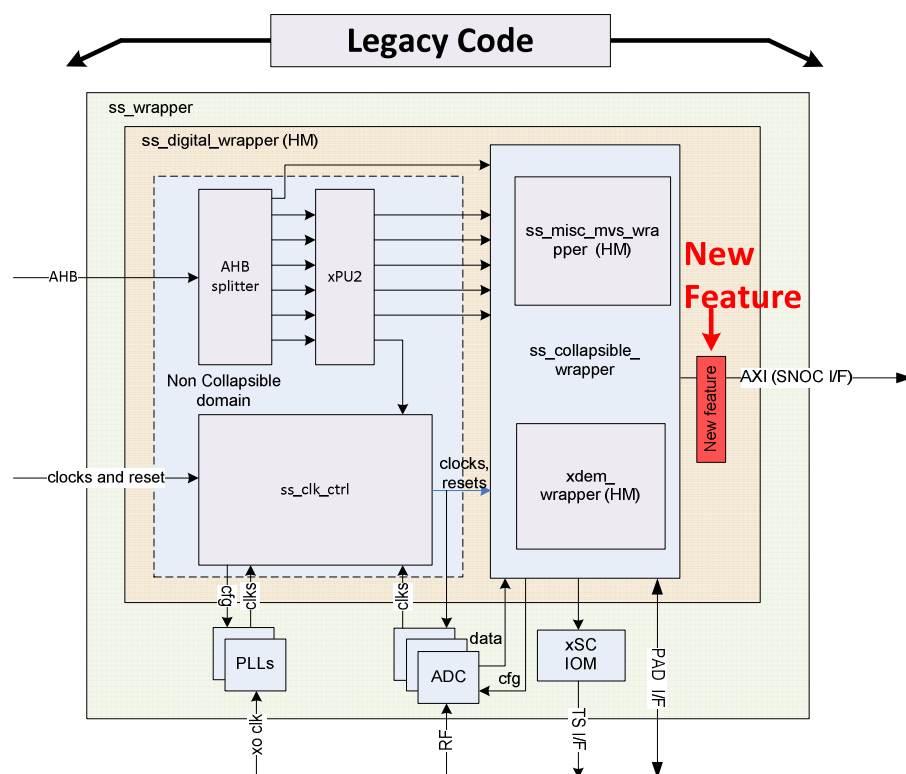 Legacy Code
ss_wrapper
ss_digital_wrapper (HM)
AHB
AHB
splitter
xPU2
ss_misc_mvs_wra
pper (HM)
New
Feature
ss_collapsible_
wrapper
Non Collapsible
domain
AXI (SNOC I/F)
New feature
clocks and reset
ss_clk_ctrl
clocks,
resets
xdem_
wrapper (HM)
cfg
clks
clks
PLLs
data
ADC
cfg
xSC
IOM
PAD I/F
xo clk
RF
TS I/F